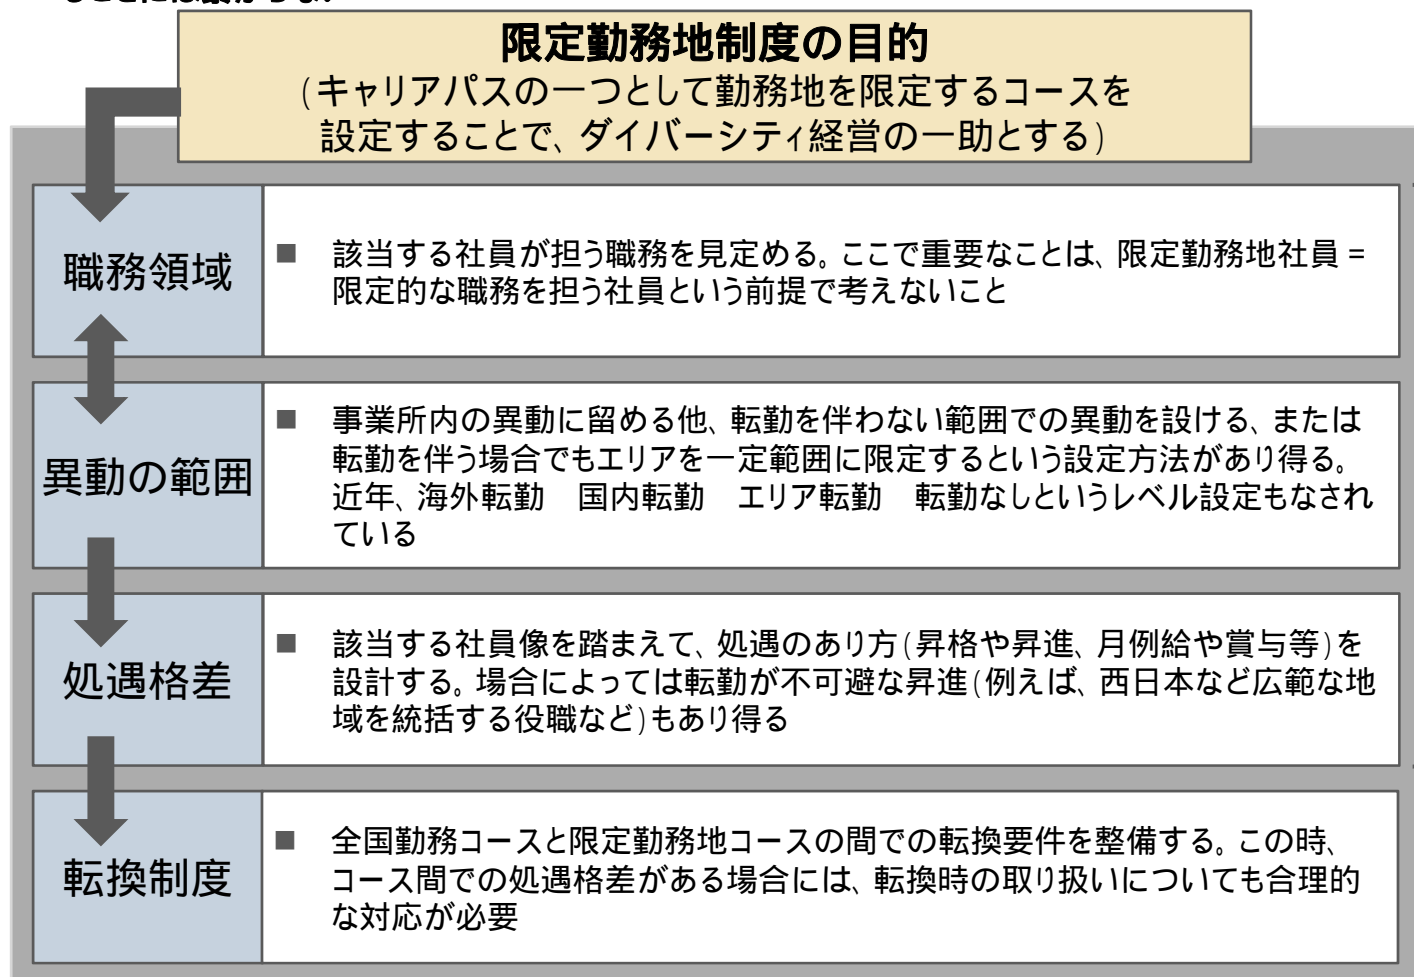 限定勤務地制度の目的
(キャリアパスの一つとして勤務地を限定するコースを
設定することで、ダイバーシティ経営の一助とする)
職務領域
■ 該当する社員が担う職務を見定める。ここで重要なことは、限定勤務地社員 =
限定的な職務を担う社員という前提で考えないこと
異動の範囲
■ 事業所内の異動に留める他、転勤を伴わない範囲での異動を設ける、または
転勤を伴う場合でもエリアを一定範囲に限定するという設定方法があり得る。
近年、海外転勤　国内転勤　エリア転勤　転勤なしというレベル設定もなされ
ている
処遇格差
■ 該当する社員像を踏まえて、処遇のあり方(昇格や昇進、月例給や賞与等)を
設計する。場合によっては転勤が不可避な昇進(例えば、西日本など広範な地
域を統括する役職など)もあり得る
転換制度
■ 全国勤務コースと限定勤務地コースの間での転換要件を整備する。この時、
コース間での処遇格差がある場合には、転換時の取り扱いについても合理的
な対応が必要